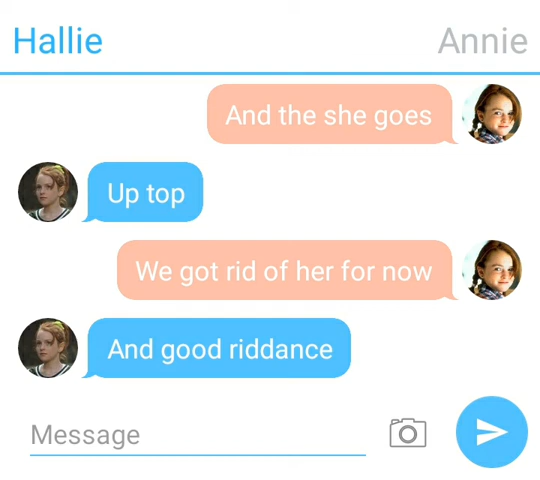 Hallie
Annie
And the she goes
Up top
We got rid of her for now
And good riddance
Message